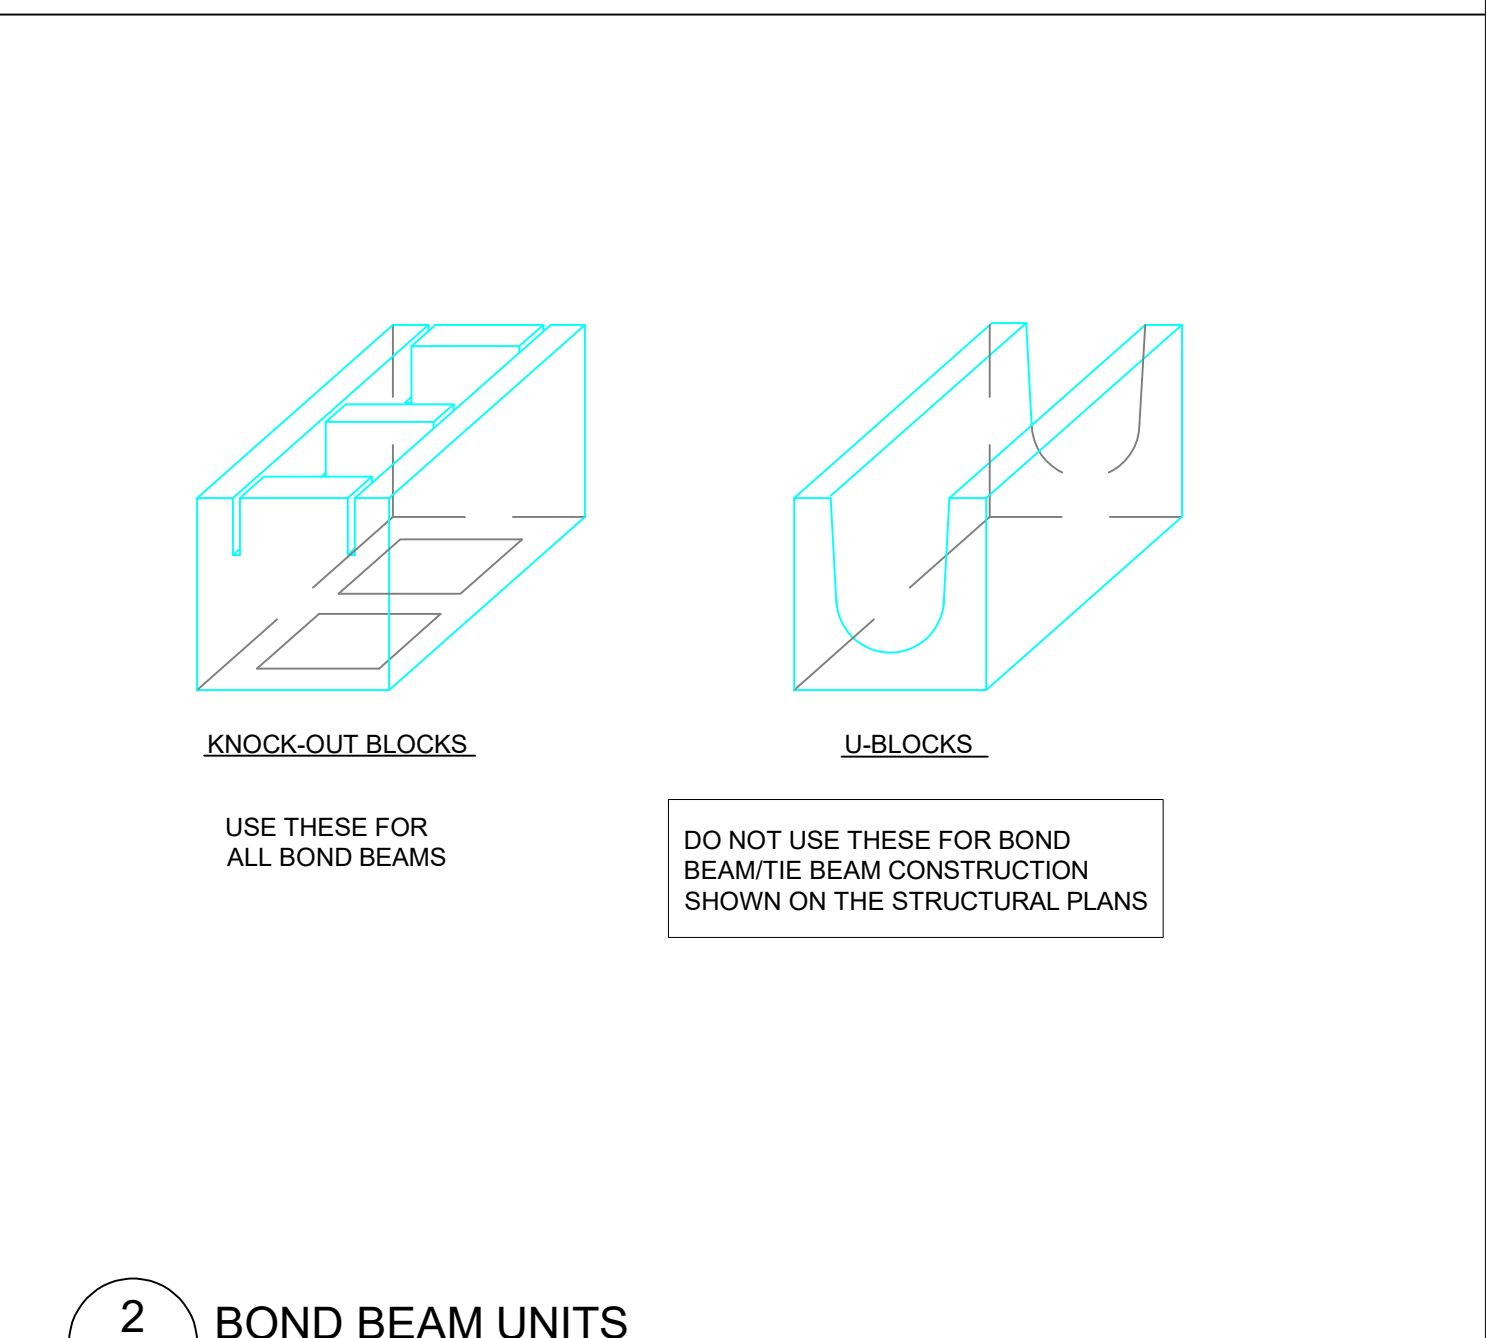 KNOCK-OUT BLOCKS
USE THESE FOR
ALL BOND BEAMS
U-BLOCKS
DO NOT USE THESE FOR BOND
BEAM/TIE BEAM CONSTRUCTION
SHOWN ON THE STRUCTURAL PLANS
2
BOND BEAM UNITS